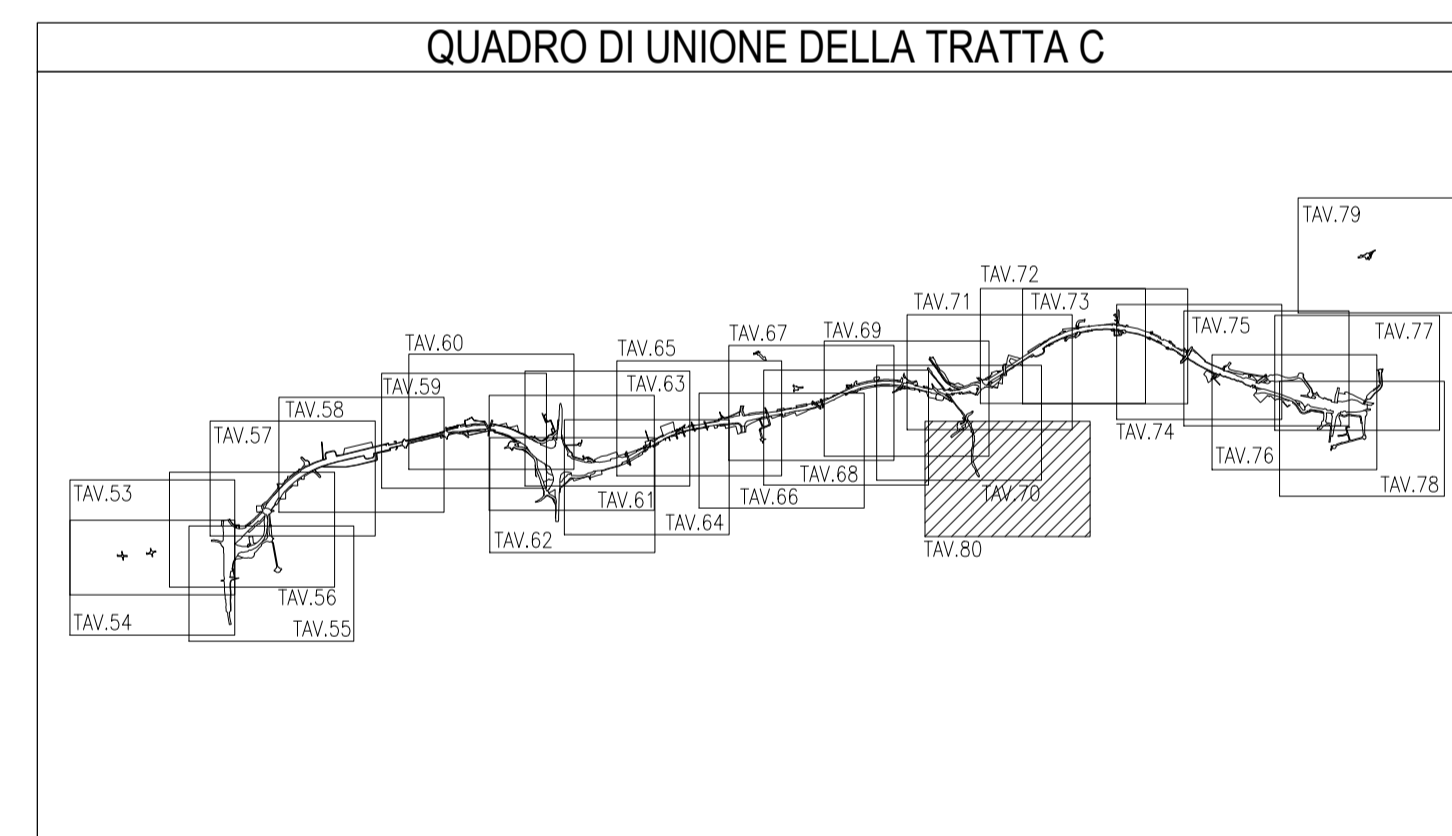 QUADRO DI UNIONE DELLA TRATTA C
TAV.79
TAV.72
TAV.73
TAV.71
TAV.67
TAV.69
TAV.75
TAV.77
TAV.60
TAV.65
TAV.63
TAV.59
TAV.58
TAV.57
TAV.74
TAV.76
TAV.68
TAV.78
TAV.53
TAV.61
TAV.66
TAV.70
TAV.64
TAV.62
TAV.80
TAV.56
TAV.54
TAV.55